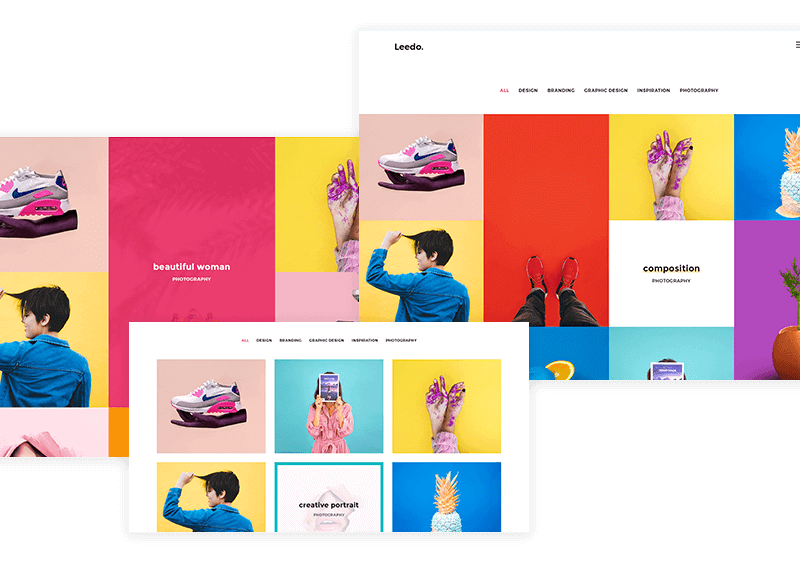 Leedo.
ALL DESIGN BRANDING GRAPHIC DESIGN INSPIRATION PHOTOGRAPHY
composition
PHOTOGRAPHY
beautiful woman
PHOTOGRAPHY
ALL DESIGN BRANDING GRAPHIC DESIGN INSPIRATION PHOTOGRAPHY
creative portrait
PHOTOGRAPHY